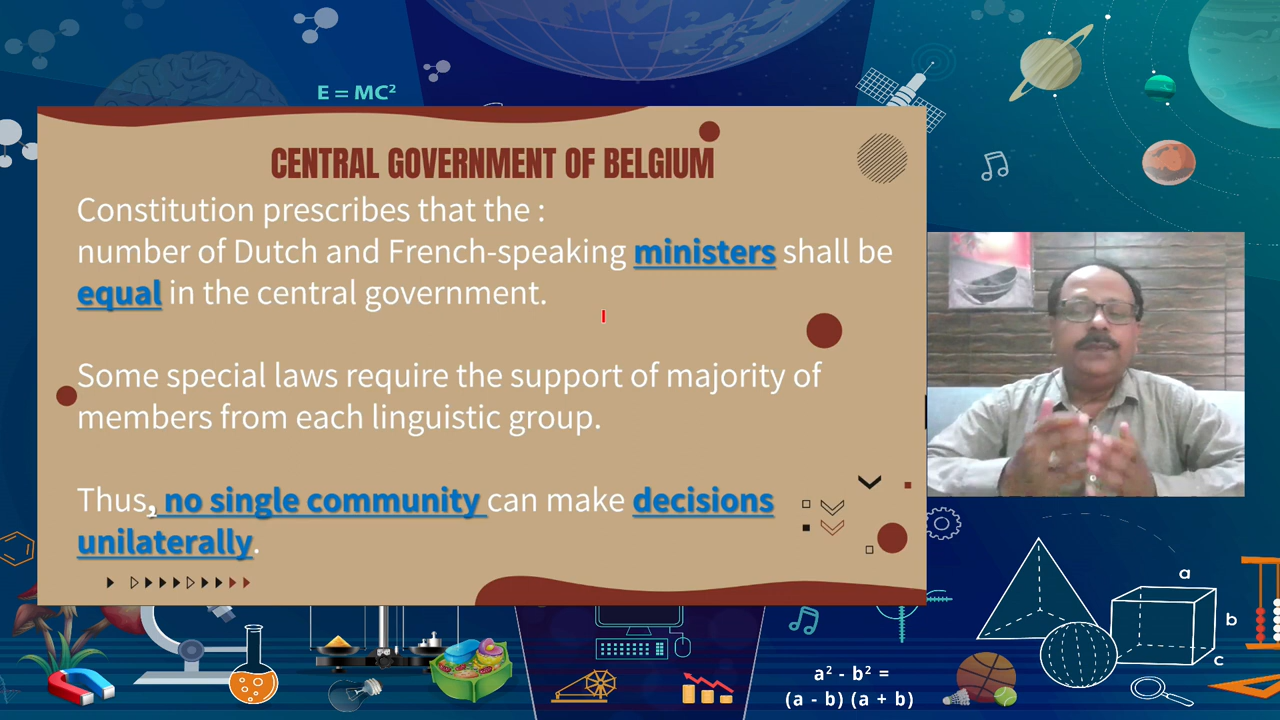 E = MC²
CENTRAL GOVERNMENT OF BELGIUM
Constitution prescribes that the :
number of Dutch and French-speaking ministers shall be
equal in the central government.
Some special laws require the support of majority of
members from each linguistic group.
Thus, no single community can make decisions
unilaterally.
a
b
c
a² - b² =
(a - b) (a + b)